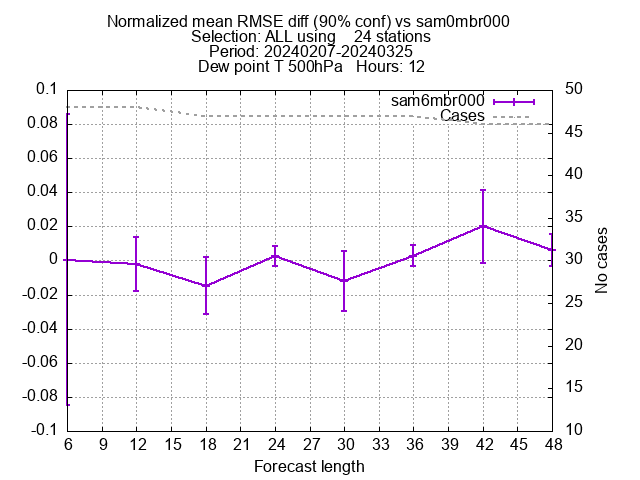 Normalized mean RMSE diff (90% conf) vs sam0mbr000
Selection: ALL using    24 stations
Period: 20240207-20240325
Dew point T 500hPa   Hours: 12
sam6mbr000
Cases
0.1
0.08
0.06
0.04
0.02
0
-0.02
-0.04
-0.06
-0.08
-0.1
50
45
40
35
30
25
20
15
10
No cases
6 9 12 15 18 21 24 27 30 33 36 39 42 45 48
Forecast length